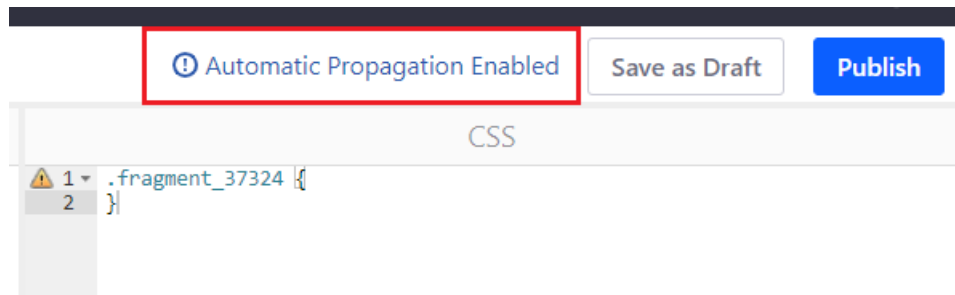 Automatic Propagation Enabled Save as Draft Publish
CSS
1 .fragment_37324 {
2 }